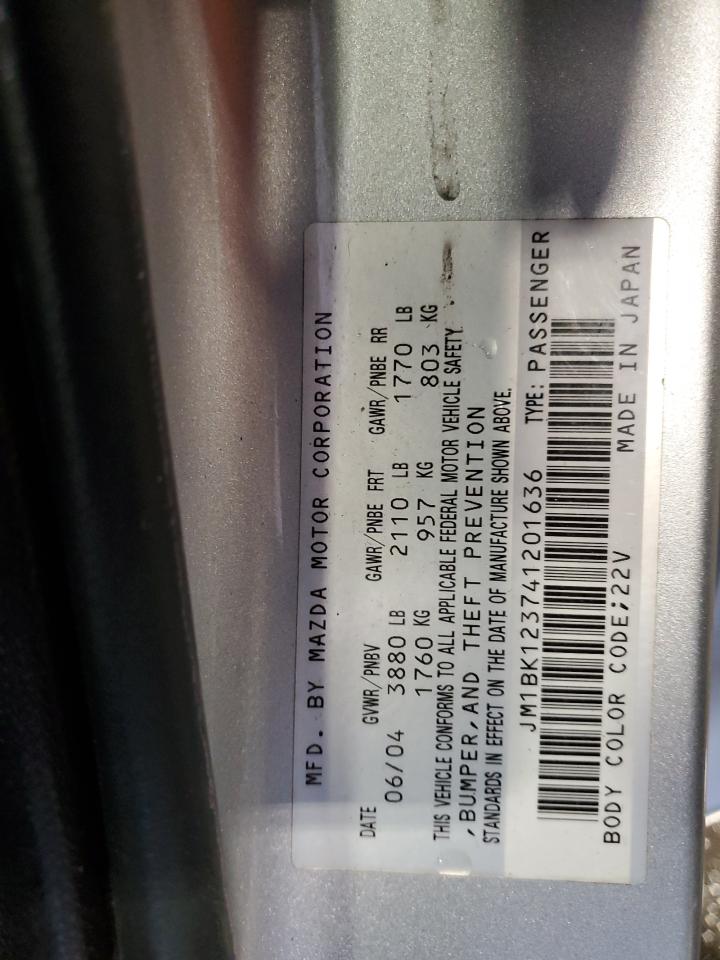 MFD. BY MAZDA MOTOR CORPORATION
DATE GVWR/PNBV GAWR/PNBE FRT GAWR/PNBE RR
06/04 3880 LB 2110 LB 1770 LB
1760 KG 957 KG 803 KG
THIS VEHICLE CONFORMS TO ALL APPLICABLE FEDERAL MOTOR VEHICLE SAFETY
,BUMPER,AND THEFT PREVENTION
STANDARDS IN EFFECT ON THE DATE OF MANUFACTURE SHOWN ABOVE.
JM1BK123741201636 TYPE: PASSENGER
BODY COLOR CODE;22V MADE IN JAPAN